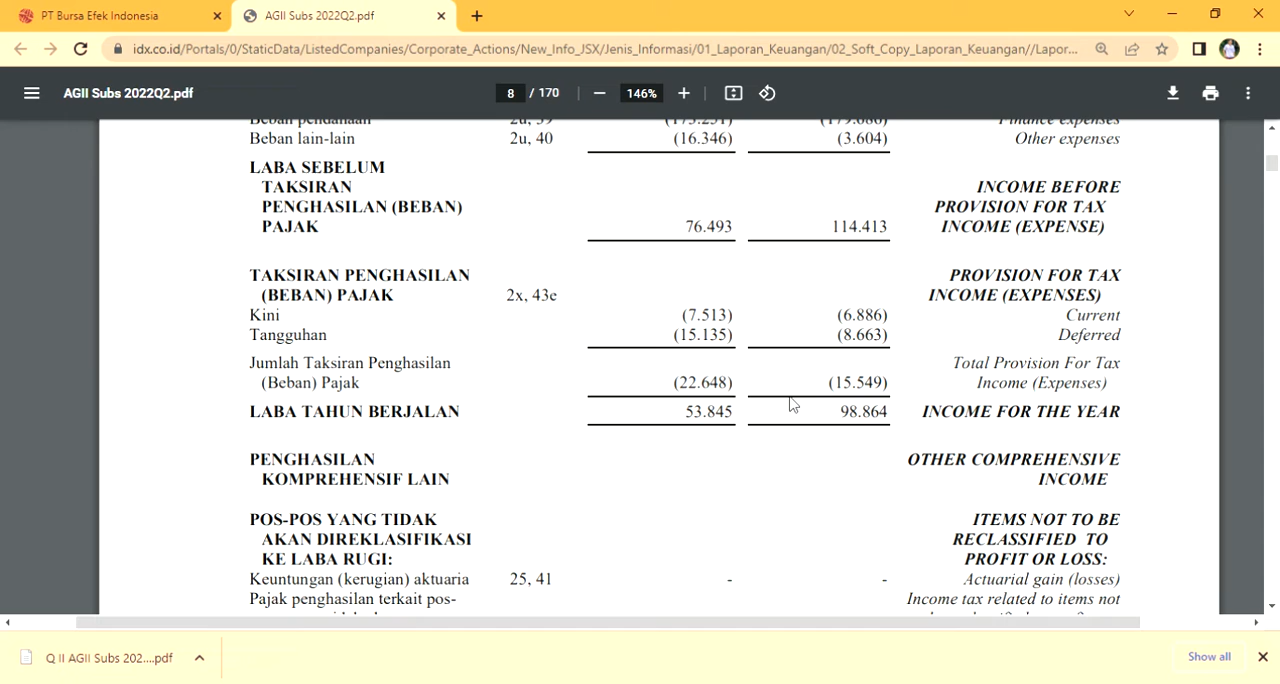 PT Bursa Efek Indonesia
AGII Subs 2022Q2.pdf
idx.co.id/Portals/0/StaticData/ListedCompanies/Corporate_Actions/New_Info_JSX/Jenis_Informasi/01_Laporan_Keuangan/02_Soft_Copy_Laporan_Keuangan//Lapor...
AGII Subs 2022Q2.pdf 8 / 170 146%
Beban pendanaan Finance expenses
Beban lain-lain 2u, 40 (16.346) (3.604) Other expenses
LABA SEBELUM
TAKSIRAN INCOME BEFORE
PENGHASILAN (BEBAN) PROVISION FOR TAX
PAJAK 76.493 114.413 INCOME (EXPENSE)
TAKSIRAN PENGHASILAN PROVISION FOR TAX
(BEBAN) PAJAK 2x, 43e INCOME (EXPENSES)
Kini (7.513) (6.886) Current
Tangguhan (15.135) (8.663) Deferred
Jumlah Taksiran Penghasilan Total Provision For Tax
(Beban) Pajak (22.648) (15.549) Income (Expenses)
LABA TAHUN BERJALAN 53.845 98.864 INCOME FOR THE YEAR
PENGHASILAN OTHER COMPREHENSIVE
KOMPREHENSIF LAIN INCOME
POS-POS YANG TIDAK ITEMS NOT TO BE
AKAN DIREKLASIFIKASI RECLASSIFIED TO
KE LABA RUGI: PROFIT OR LOSS:
Keuntungan (kerugian) aktuaria 25, 41 - - Actuarial gain (losses)
Pajak penghasilan terkait pos- Income tax related to items not
Q II AGII Subs 202....pdf
Show all